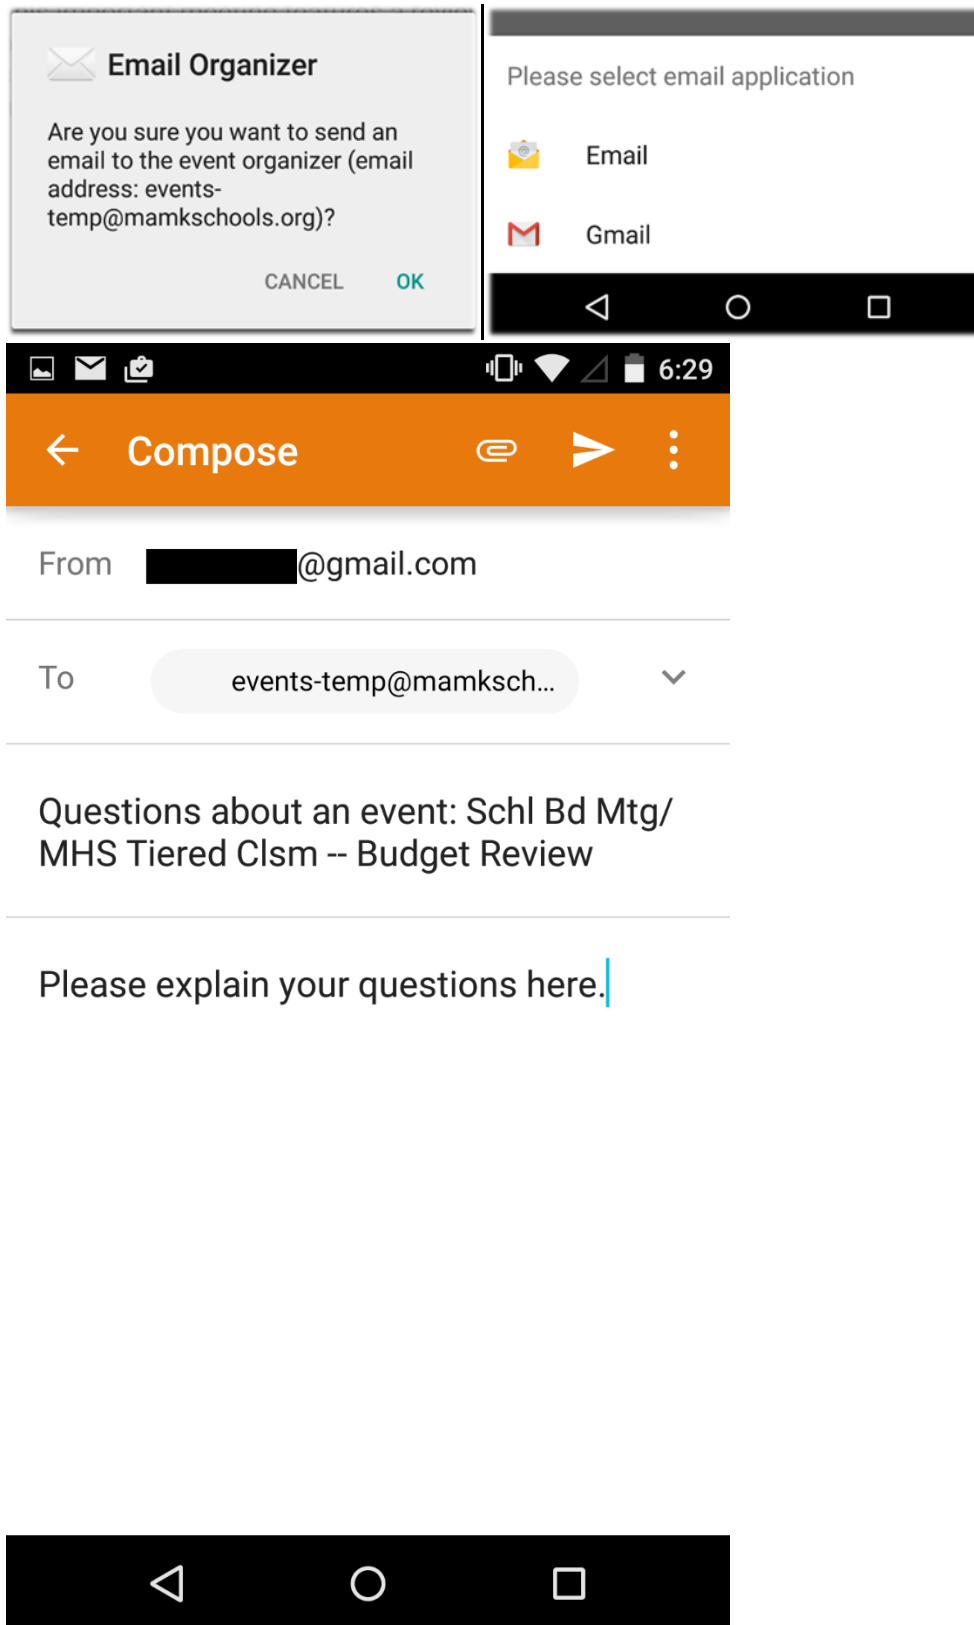 Email Organizer
Are you sure you want to send an
email to the event organizer (email
address: events-
temp@mamkschools.org)?
CANCEL OK
Please select email application
Email
Gmail
6:29
Compose
From @gmail.com
To events-temp@mamksch...
Questions about an event: Schl Bd Mtg/
MHS Tiered Clsm -- Budget Review
Please explain your questions here.